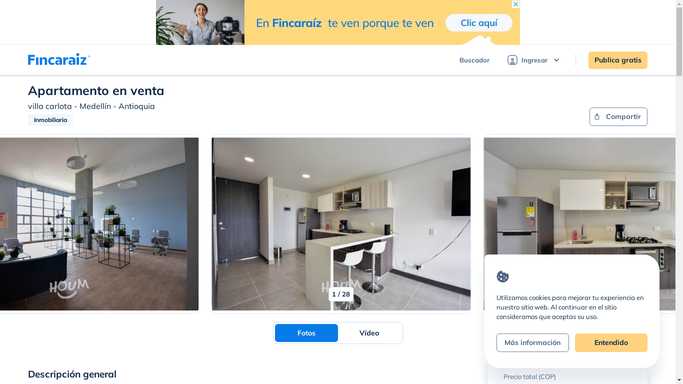 En Fincaraíz te ven porque te ven
Clic aquí
Fincaraíz
Buscador
Ingresar
Publica gratis
Apartamento en venta
villa carlota - Medellín - Antioquia
Inmobiliaria
Compartir
HOUM
HOUM
1 / 28
Fotos
Vídeo
Utilizamos cookies para mejorar tu experiencia en
nuestro sitio web. Al continuar en el sitio
consideramos que aceptas su uso.
Más información
Entendido
Descripción general
Precio total (COP)